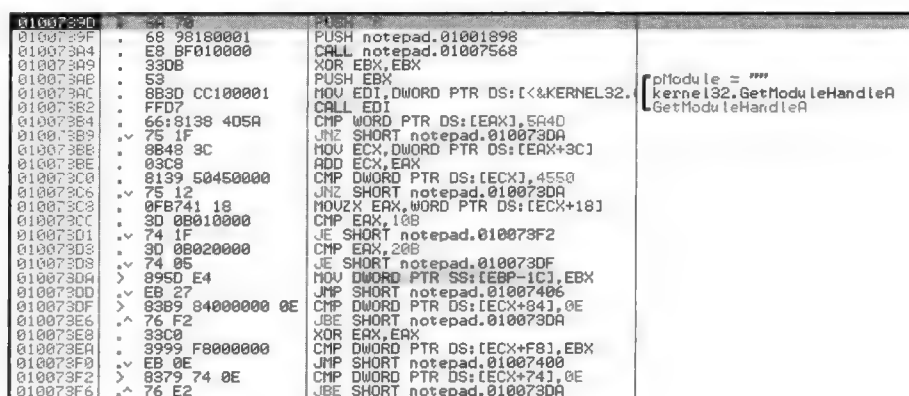 0100739D > 6A 70 PUSH
0100739F . 68 98180001 PUSH notepad.01001898
010073A4 . E8 BF010000 CALL notepad.01007568
010073A9 . 33DB XOR EBX,EBX
010073AB . 53 PUSH EBX pModule = ""
010073AC . 8B3D CC100001 MOV EDI,DWORD PTR DS:[<&KERNEL32. kernel32.GetModuleHandleA
010073B2 . FFD7 CALL EDI GetModuleHandleA
010073B4 . 66:8138 4D5A CMP WORD PTR DS:[EAX],5A4D
010073B9 .v 75 1F JNZ SHORT notepad.010073DA
010073BB . 8B48 3C MOV ECX,DWORD PTR DS:[EAX+3C]
010073BE . 03C8 ADD ECX,EAX
010073C0 . 8139 50450000 CMP DWORD PTR DS:[ECX],4550
010073C6 .v 75 12 JNZ SHORT notepad.010073DA
010073C8 . 0FB741 18 MOVZX EAX,WORD PTR DS:[ECX+18]
010073CC . 3D 0B010000 CMP EAX,10B
010073D1 .v 74 1F JE SHORT notepad.010073F2
010073D3 . 3D 0B020000 CMP EAX,20B
010073D8 .v 74 05 JE SHORT notepad.010073DF
010073DA > 895D E4 MOV DWORD PTR SS:[EBP-1C],EBX
010073DD .v EB 27 JMP SHORT notepad.01007406
010073DF > 83B9 84000000 0E CMP DWORD PTR DS:[ECX+84],0E
010073E6 .^ 76 F2 JBE SHORT notepad.010073DA
010073E8 . 33C0 XOR EAX,EAX
010073EA . 3999 F8000000 CMP DWORD PTR DS:[ECX+F8],EBX
010073F0 .v EB 0E JMP SHORT notepad.01007400
010073F2 > 8379 74 0E CMP DWORD PTR DS:[ECX+74],0E
010073F6 .^ 76 E2 JBE SHORT notepad.010073DA